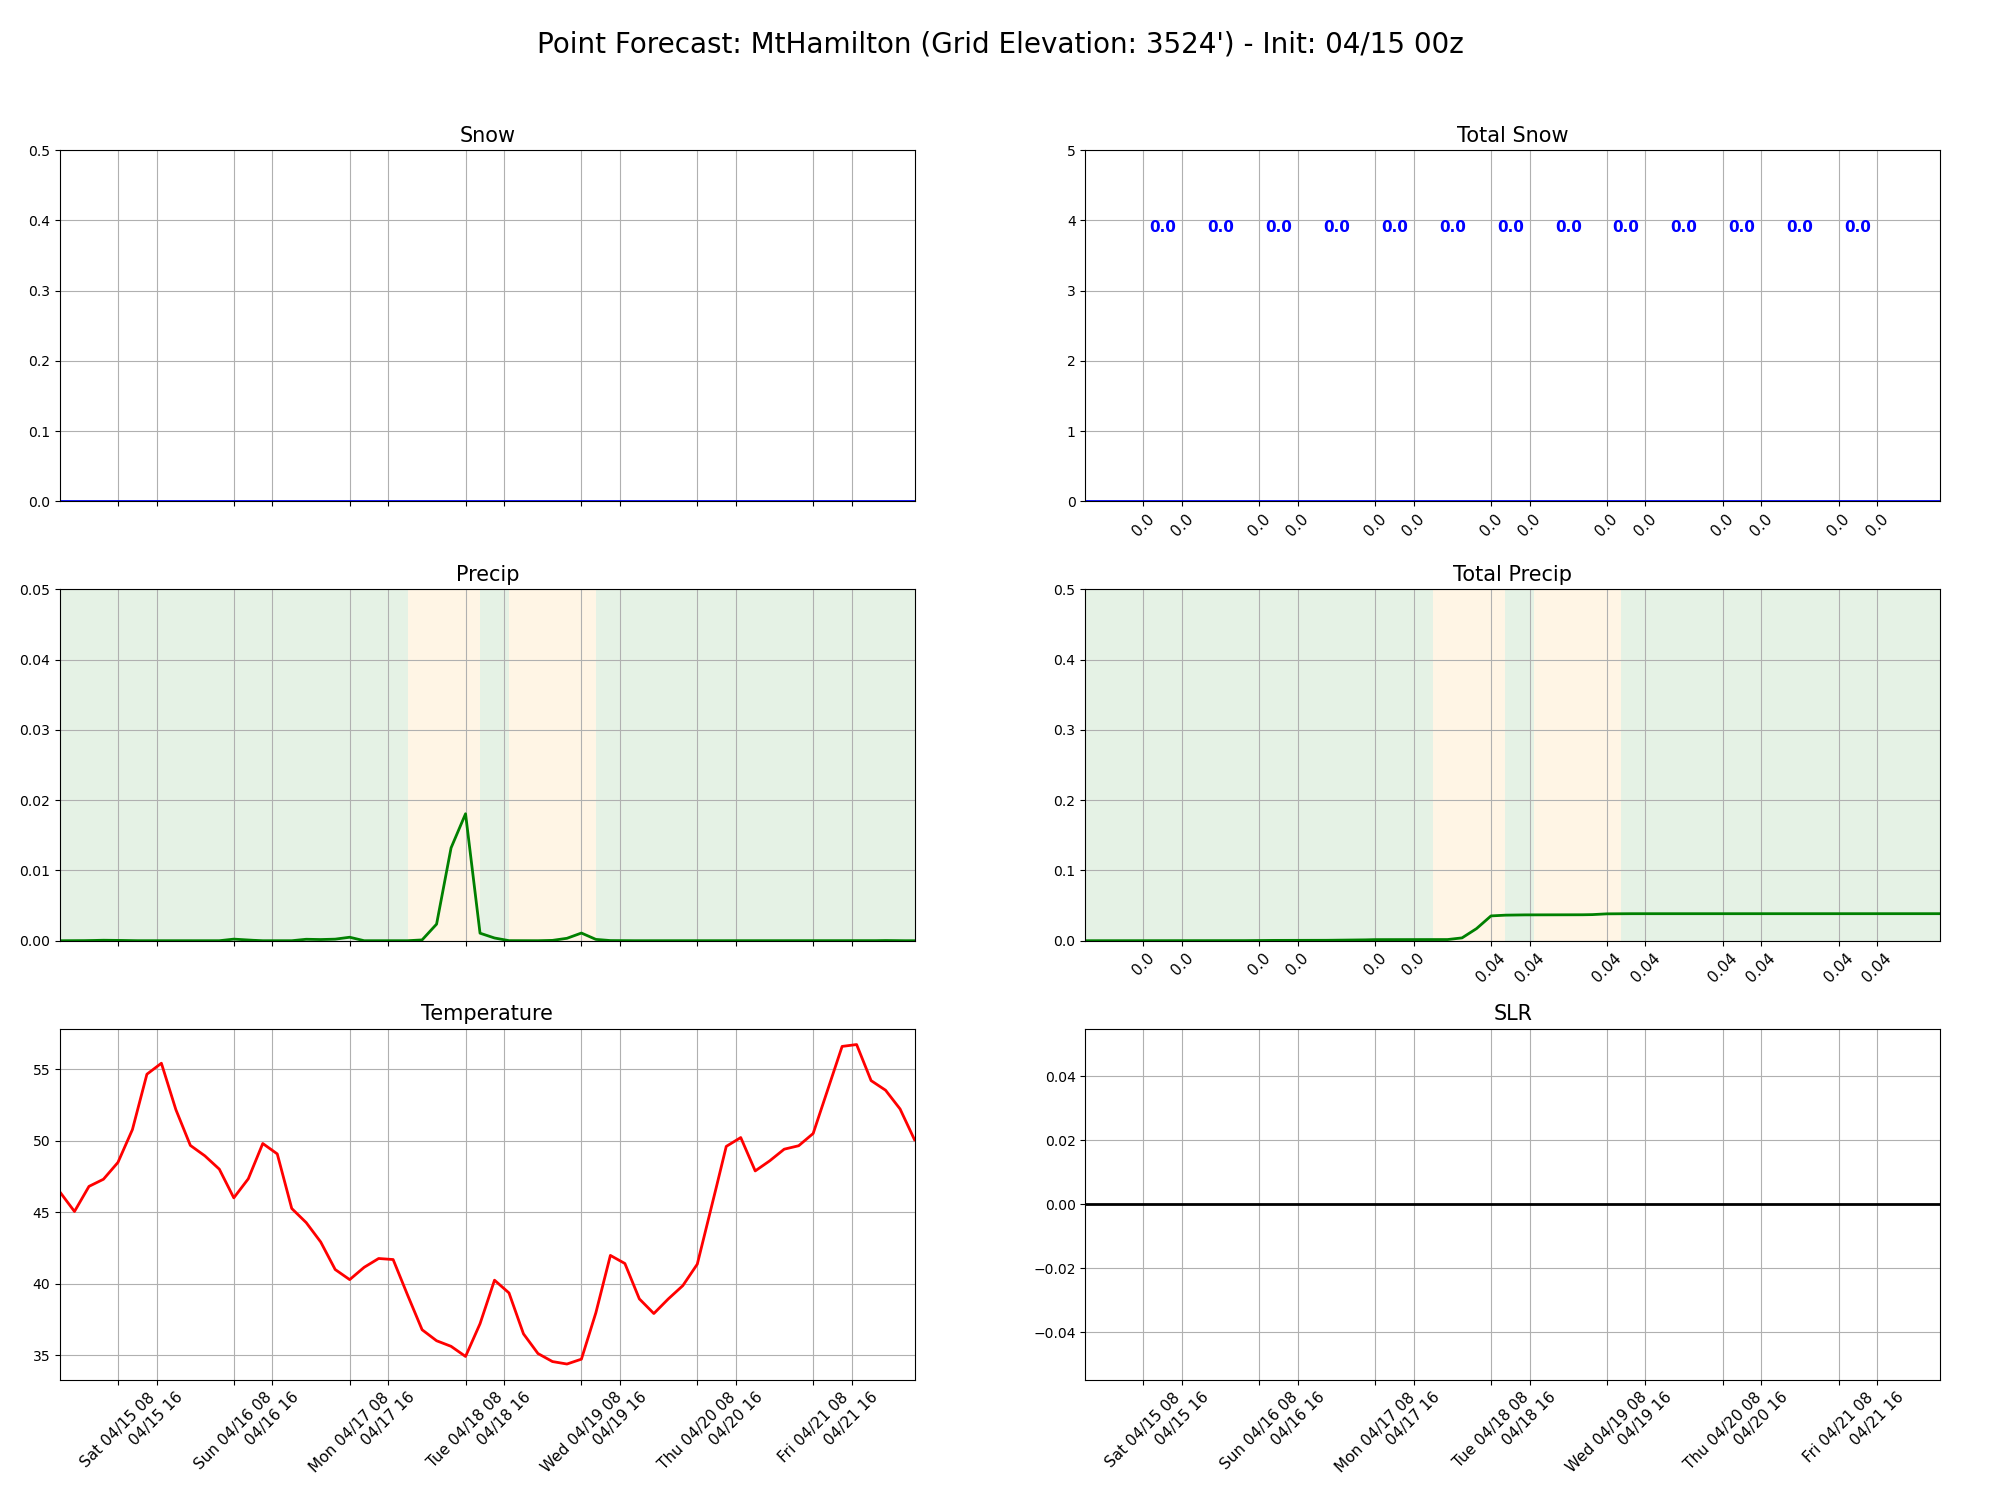 Point Forecast: MtHamilton (Grid Elevation: 3524') - Init: 04/15 00z
Snow
0.5
0.4
0.3
0.2
0.1
0.0
Total Snow
5
4
3
2
1
0
0.0 0.0 0.0 0.0 0.0 0.0 0.0 0.0 0.0 0.0 0.0 0.0 0.0
0.0 0.0 0.0 0.0 0.0 0.0 0.0 0.0 0.0 0.0 0.0 0.0 0.0 0.0
Precip
0.05
0.04
0.03
0.02
0.01
0.00
Total Precip
0.5
0.4
0.3
0.2
0.1
0.0
0.0 0.0 0.0 0.0 0.0 0.0 0.04 0.04 0.04 0.04 0.04 0.04 0.04 0.04
Temperature
55
50
45
40
35
Sat 04/15 08
04/15 16
Sun 04/16 08
04/16 16
Mon 04/17 08
04/17 16
Tue 04/18 08
04/18 16
Wed 04/19 08
04/19 16
Thu 04/20 08
04/20 16
Fri 04/21 08
04/21 16
SLR
0.04
0.02
0.00
−0.02
−0.04
Sat 04/15 08
04/15 16
Sun 04/16 08
04/16 16
Mon 04/17 08
04/17 16
Tue 04/18 08
04/18 16
Wed 04/19 08
04/19 16
Thu 04/20 08
04/20 16
Fri 04/21 08
04/21 16